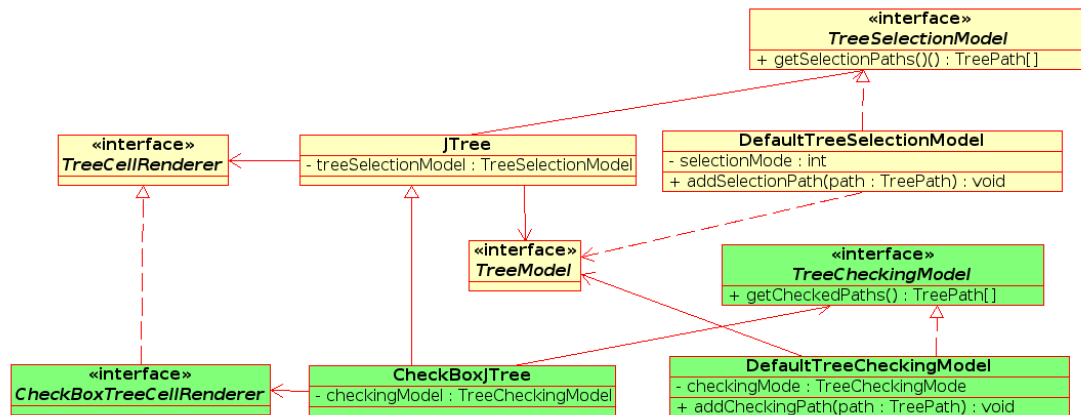 «interface»
TreeSelectionModel
+ getSelectionPaths()() : TreePath[]
«interface»
TreeCellRenderer
JTree
- treeSelectionModel : TreeSelectionModel
DefaultTreeSelectionModel
- selectionMode : int
+ addSelectionPath(path : TreePath) : void
«interface»
TreeModel
«interface»
TreeCheckingModel
+ getCheckedPaths() : TreePath[]
«interface»
CheckBoxTreeCellRenderer
CheckBoxJTree
- checkingModel : TreeCheckingModel
DefaultTreeCheckingModel
- checkingMode : TreeCheckingMode
+ addCheckingPath(path : TreePath) : void